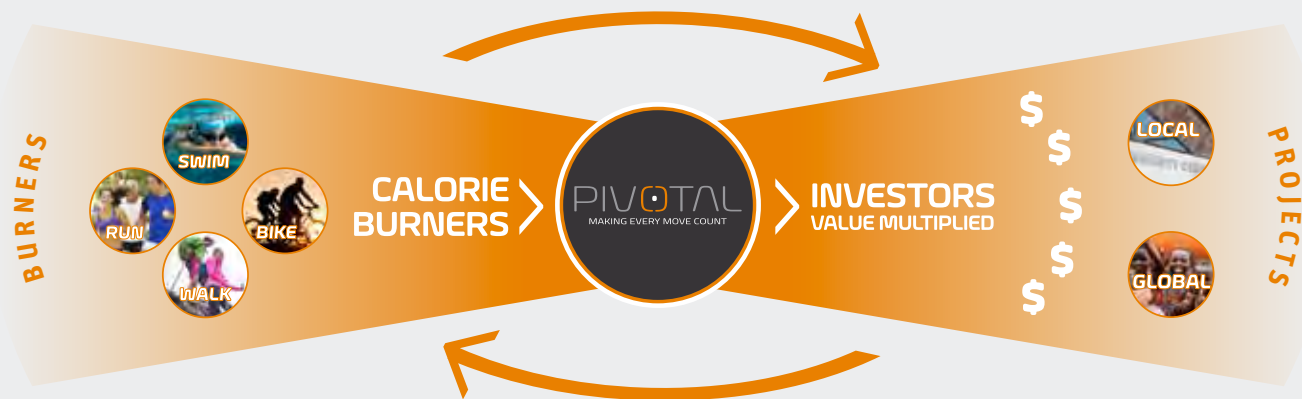 BURNERS
SWIM
RUN
BIKE
WALK
CALORIE
BURNERS
PIVOTAL
MAKING EVERY MOVE COUNT
INVESTORS
VALUE MULTIPLIED
$
$
$
$
$
LOCAL
GLOBAL
PROJECTS